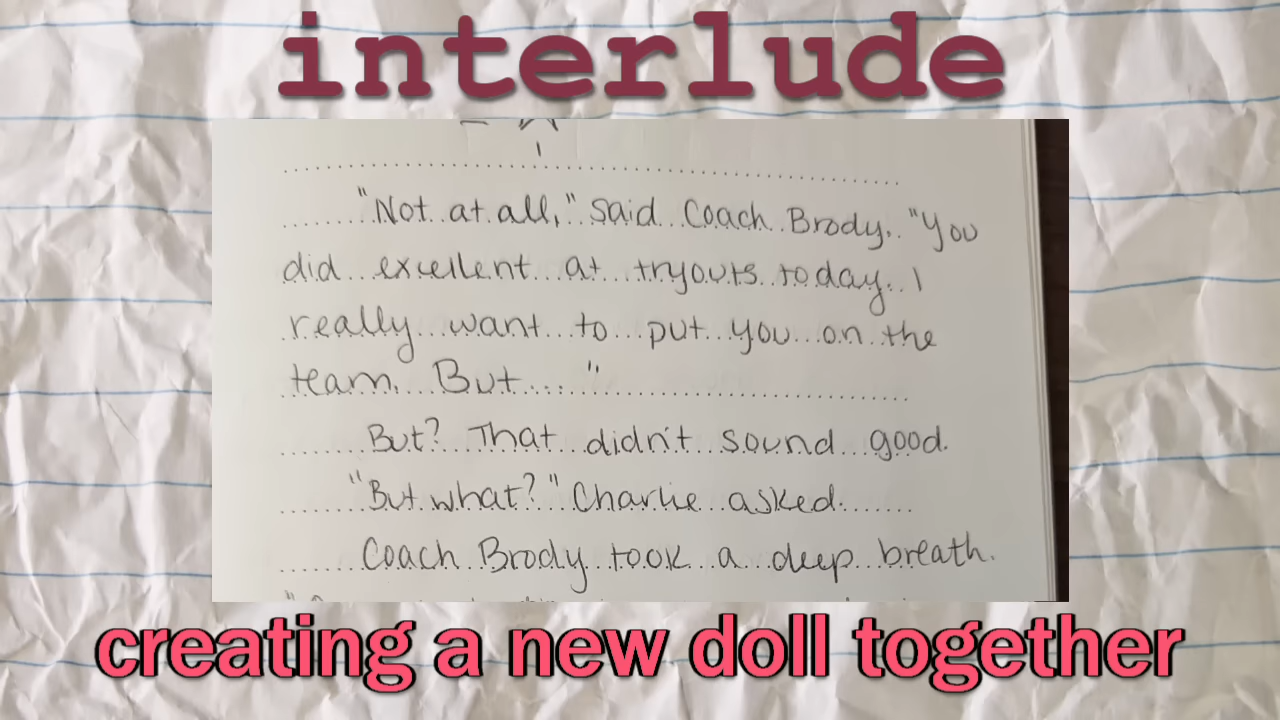 interlude
"Not at all," said Coach Brody. "You
did excellent at tryouts today. I
really want to put you on the
team. But...."
But? That didn't sound good.
"But what?" Charlie asked.
Coach Brody took a deep breath.
creating a new doll together